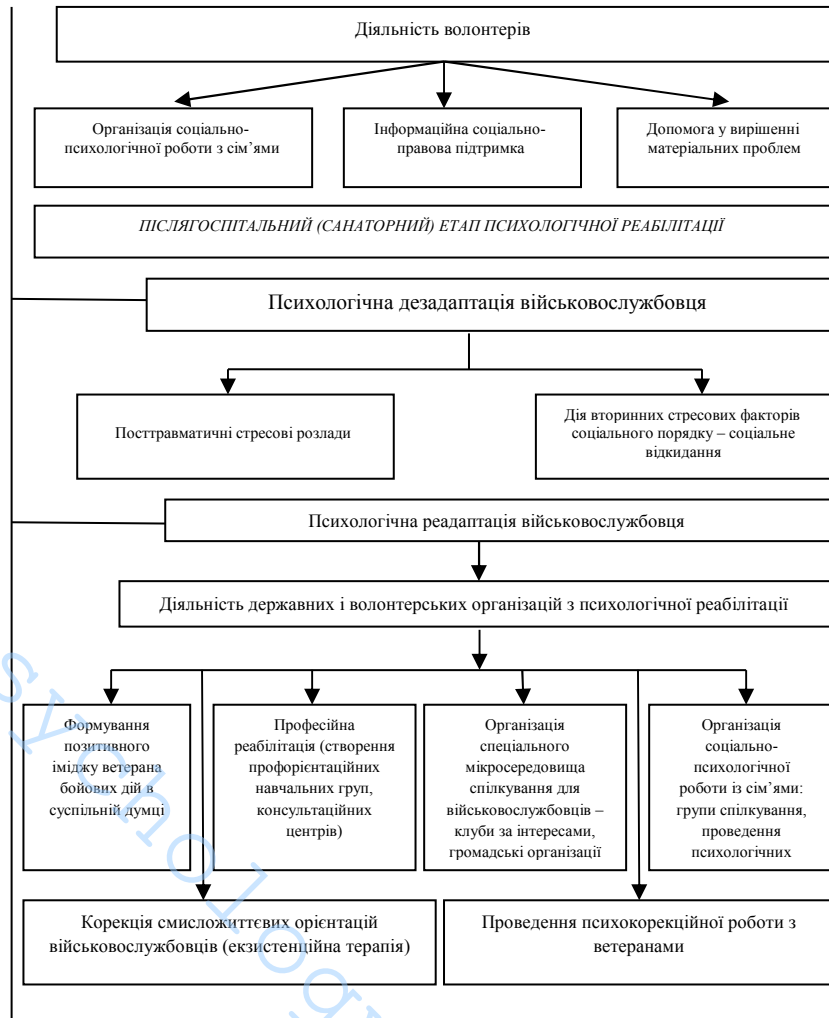 Діяльність волонтерів
Організація соціально-
психологічної роботи з сім’ями
Інформаційна соціально-
правова підтримка
Допомога у вирішенні
матеріальних проблем
ПІСЛЯГОСПІТАЛЬНИЙ (САНАТОРНИЙ) ЕТАП ПСИХОЛОГІЧНОЇ РЕАБІЛІТАЦІЇ
Психологічна дезадаптація військовослужбовця
Посттравматичні стресові розлади
Дія вторинних стресових факторів
соціального порядку – соціальне
відкидання
Психологічна реадаптація військовослужбовця
Діяльність державних і волонтерських організацій з психологічної реабілітації
Формування
позитивного
іміджу ветерана
бойових дій в
суспільній думці
Професійна
реабілітація (створення
профорієнтаційних
навчальних груп,
консультаційних
центрів)
Організація
спеціального
мікросередовища
спілкування для
військовослужбовців –
клуби за інтересами,
громадські організації
Організація
соціально-
психологічної
роботи із сім’ями:
групи спілкування,
проведення
психологічних
Корекція смисложиттєвих орієнтацій
військовослужбовців (екзистенційна терапія)
Проведення психокорекційної роботи з
ветеранами
sychologr